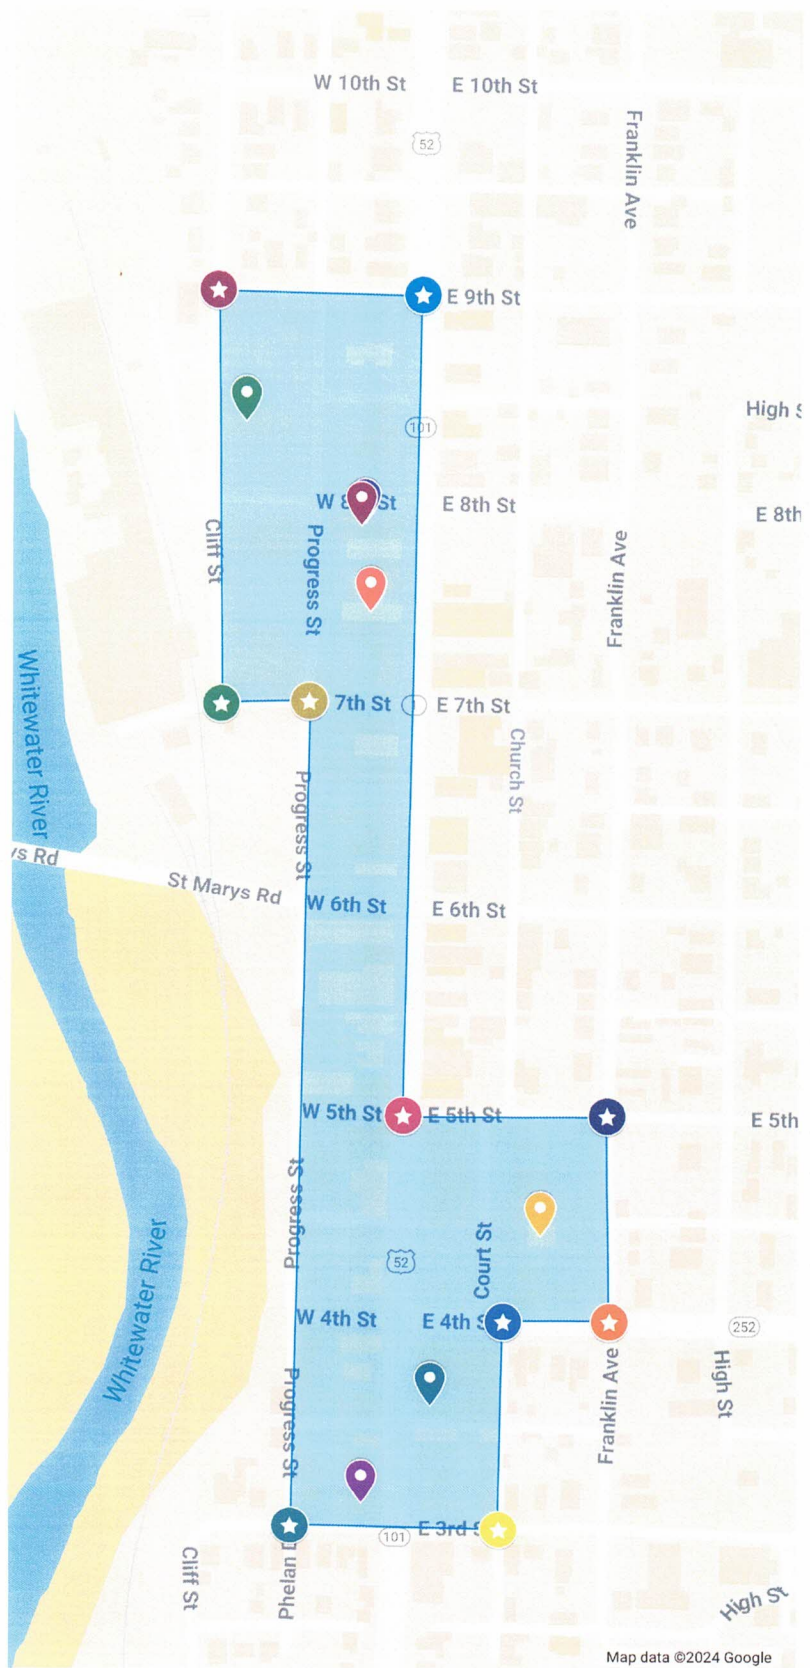 W 10th St
E 10th St
52
Franklin Ave
E 9th St
High S
101
W 8 St
E 8th St
E 8th
Cliff St
Progress St
Franklin Ave
Whitewater River
7th St
1
E 7th St
Church St
Progress St
ys Rd
St Marys Rd
W 6th St
E 6th St
W 5th St
E 5th St
E 5th
Progress St
Whitewater River
Court St
52
W 4th St
E 4th S
252
Progress St
Franklin Ave
High St
101
E 3rd S
Cliff St
Phelan D
High St
Map data ©2024 Google